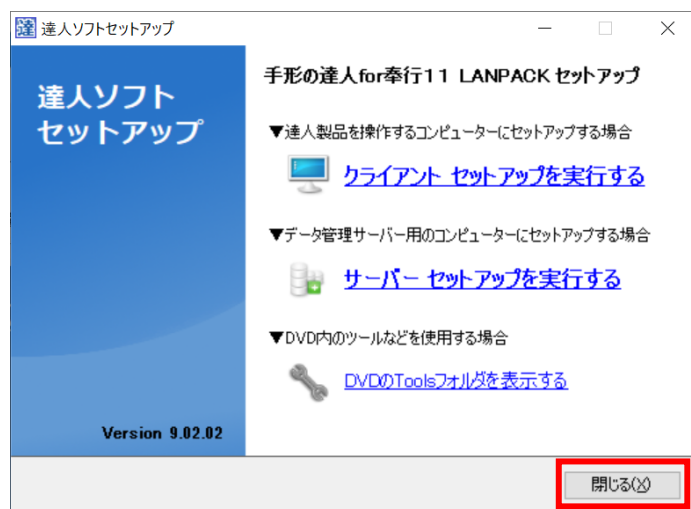 達人ソフトセットアップ
達人ソフト
セットアップ
Version 9.02.02
手形の達人for奉行11 LANPACK セットアップ
▼達人製品を操作するコンピューターにセットアップする場合
クライアント セットアップを実行する
▼データ管理サーバー用のコンピューターにセットアップする場合
サーバー セットアップを実行する
▼DVD内のツールなどを使用する場合
DVDのToolsフォルダを表示する
閉じる(X)